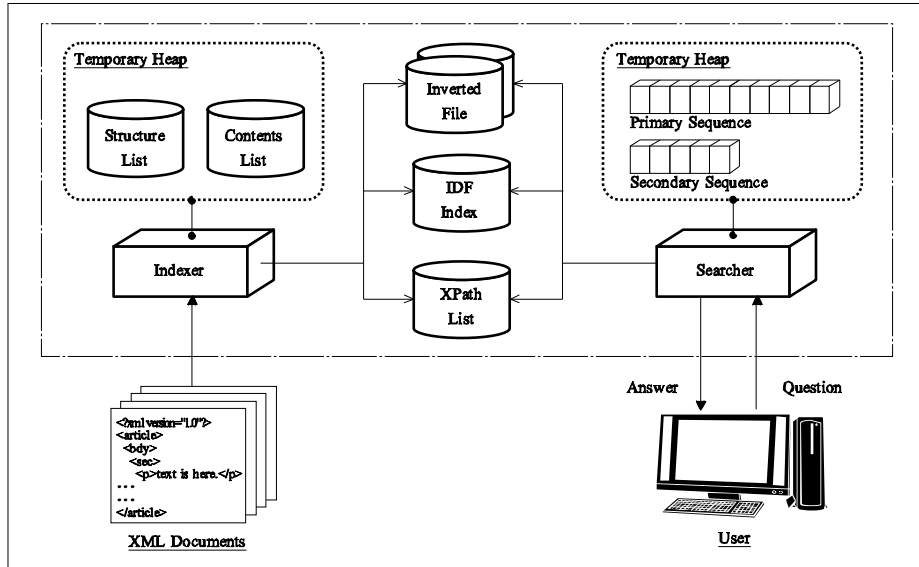 Temporary Heap
Structure
List
Contents
List
Inverted
File
IDF
Index
XPath
List
Temporary Heap
Primary Sequence
Secondary Sequence
Indexer
Searcher
Answer
Question
<?xml version="1.0"?>
<article>
<bdy>
<sec>
<p>text is here.</p>
...
...
</article>
XML Documents
User